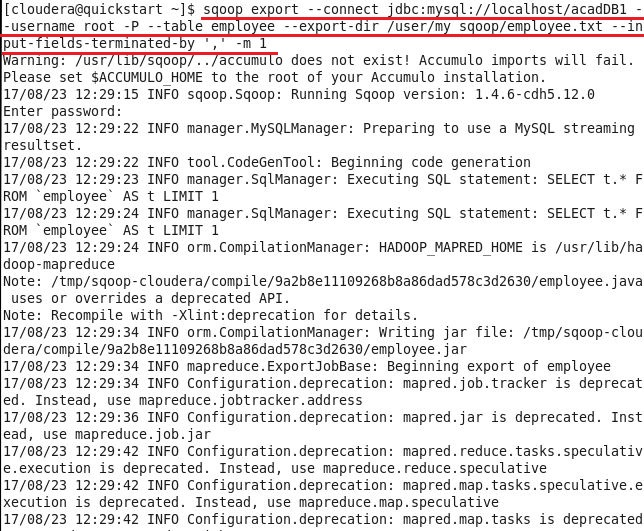 [cloudera@quickstart ~]$ sqoop export --connect jdbc:mysql://localhost/acadDB1 -
-username root -P --table employee --export-dir /user/my_sqoop/employee.txt --in
put-fields-terminated-by ',' -m 1
Warning: /usr/lib/sqoop/../accumulo does not exist! Accumulo imports will fail.
Please set $ACCUMULO_HOME to the root of your Accumulo installation.
17/08/23 12:29:15 INFO sqoop.Sqoop: Running Sqoop version: 1.4.6-cdh5.12.0
Enter password:
17/08/23 12:29:22 INFO manager.MySQLManager: Preparing to use a MySQL streaming
resultset.
17/08/23 12:29:22 INFO tool.CodeGenTool: Beginning code generation
17/08/23 12:29:23 INFO manager.SqlManager: Executing SQL statement: SELECT t.* F
ROM `employee` AS t LIMIT 1
17/08/23 12:29:24 INFO manager.SqlManager: Executing SQL statement: SELECT t.* F
ROM `employee` AS t LIMIT 1
17/08/23 12:29:24 INFO orm.CompilationManager: HADOOP_MAPRED_HOME is /usr/lib/ha
doop-mapreduce
Note: /tmp/sqoop-cloudera/compile/9a2b8e11109268b8a86dad578c3d2630/employee.java
 uses or overrides a deprecated API.
Note: Recompile with -Xlint:deprecation for details.
17/08/23 12:29:34 INFO orm.CompilationManager: Writing jar file: /tmp/sqoop-clou
dera/compile/9a2b8e11109268b8a86dad578c3d2630/employee.jar
17/08/23 12:29:34 INFO mapreduce.ExportJobBase: Beginning export of employee
17/08/23 12:29:34 INFO Configuration.deprecation: mapred.job.tracker is deprecat
ed. Instead, use mapreduce.jobtracker.address
17/08/23 12:29:36 INFO Configuration.deprecation: mapred.jar is deprecated. Inst
ead, use mapreduce.job.jar
17/08/23 12:29:42 INFO Configuration.deprecation: mapred.reduce.tasks.speculativ
e.execution is deprecated. Instead, use mapreduce.reduce.speculative
17/08/23 12:29:42 INFO Configuration.deprecation: mapred.map.tasks.speculative.e
xecution is deprecated. Instead, use mapreduce.map.speculative
17/08/23 12:29:42 INFO Configuration.deprecation: mapred.map.tasks is deprecated